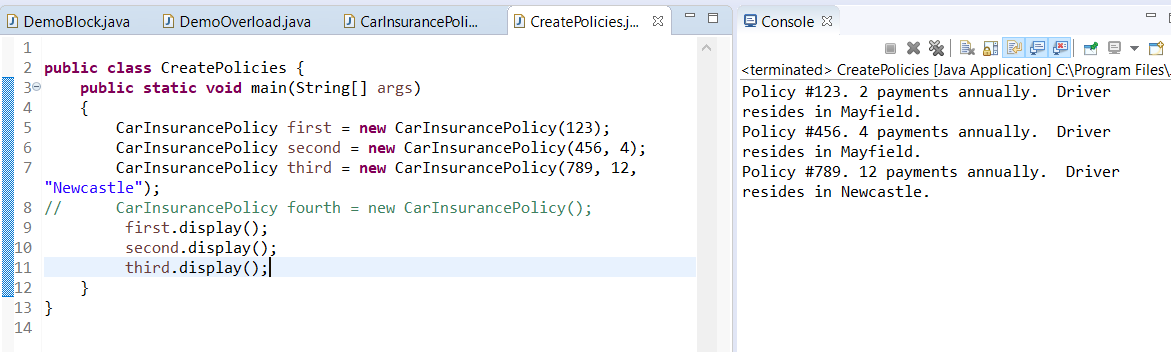 DemoBlock.java
DemoOverload.java
CarInsurancePoli...
CreatePolicies.j...
1
2 public class CreatePolicies {
3 public static void main(String[] args)
4 {
5 CarInsurancePolicy first = new CarInsurancePolicy(123);
6 CarInsurancePolicy second = new CarInsurancePolicy(456, 4);
7 CarInsurancePolicy third = new CarInsurancePolicy(789, 12,
"Newcastle");
8 // CarInsurancePolicy fourth = new CarInsurancePolicy();
9 first.display();
10 second.display();
11 third.display();
12 }
13 }
14
Console
<terminated> CreatePolicies [Java Application] C:\Program Files\
Policy #123. 2 payments annually.  Driver
resides in Mayfield.
Policy #456. 4 payments annually.  Driver
resides in Mayfield.
Policy #789. 12 payments annually.  Driver
resides in Newcastle.